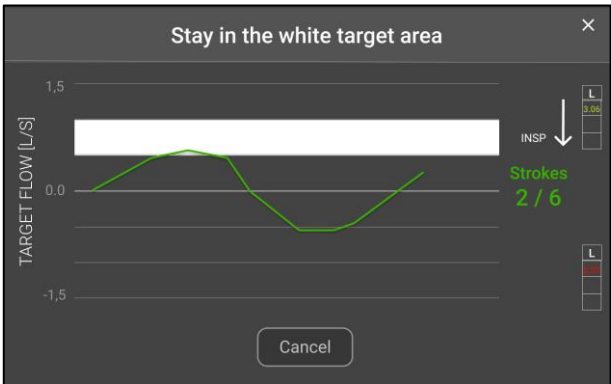 Stay in the white target area
×
1,5
TARGET FLOW [L/S]
0.0
-1,5
L
3.06
INSP
Strokes
2 / 6
L
Cancel